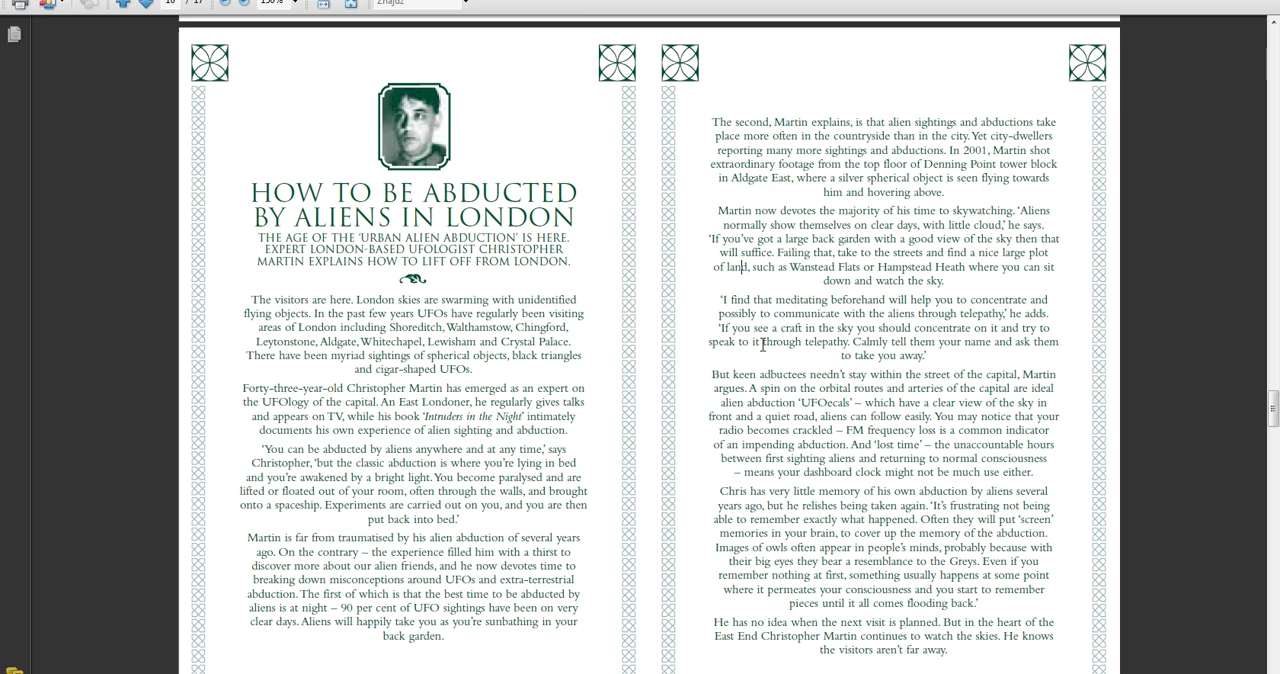 16 / 17
150%
Znajdź
HOW TO BE ABDUCTED
BY ALIENS IN LONDON
THE AGE OF THE 'URBAN ALIEN ABDUCTION' IS HERE.
EXPERT LONDON-BASED UFOLOGIST CHRISTOPHER
MARTIN EXPLAINS HOW TO LIFT OFF FROM LONDON.
The visitors are here. London skies are swarming with unidentified
flying objects. In the past few years UFOs have regularly been visiting
areas of London including Shoreditch, Walthamstow, Chingford,
Leytonstone, Aldgate, Whitechapel, Lewisham and Crystal Palace.
There have been myriad sightings of spherical objects, black triangles
and cigar-shaped UFOs.
Forty-three-year-old Christopher Martin has emerged as an expert on
the UFOlogy of the capital. An East Londoner, he regularly gives talks
and appears on TV, while his book 'Intruders in the Night' intimately
documents his own experience of alien sighting and abduction.
'You can be abducted by aliens anywhere and at any time,' says
Christopher, 'but the classic abduction is where you're lying in bed
and you're awakened by a bright light. You become paralysed and are
lifted or floated out of your room, often through the walls, and brought
onto a spaceship. Experiments are carried out on you, and you are then
put back into bed.'
Martin is far from traumatised by his alien abduction of several years
ago. On the contrary – the experience filled him with a thirst to
discover more about our alien friends, and he now devotes time to
breaking down misconceptions around UFOs and extra-terrestrial
abduction. The first of which is that the best time to be abducted by
aliens is at night – 90 per cent of UFO sightings have been on very
clear days. Aliens will happily take you as you're sunbathing in your
back garden.
The second, Martin explains, is that alien sightings and abductions take
place more often in the countryside than in the city. Yet city-dwellers
reporting many more sightings and abductions. In 2001, Martin shot
extraordinary footage from the top floor of Denning Point tower block
in Aldgate East, where a silver spherical object is seen flying towards
him and hovering above.
Martin now devotes the majority of his time to skywatching. 'Aliens
normally show themselves on clear days, with little cloud,' he says.
'If you've got a large back garden with a good view of the sky then that
will suffice. Failing that, take to the streets and find a nice large plot
of land, such as Wanstead Flats or Hampstead Heath where you can sit
down and watch the sky.
'I find that meditating beforehand will help you to concentrate and
possibly to communicate with the aliens through telepathy,' he adds.
'If you see a craft in the sky you should concentrate on it and try to
speak to it through telepathy. Calmly tell them your name and ask them
to take you away.'
But keen adbuctees needn't stay within the street of the capital, Martin
argues. A spin on the orbital routes and arteries of the capital are ideal
alien abduction 'UFOecals' – which have a clear view of the sky in
front and a quiet road, aliens can follow easily. You may notice that your
radio becomes crackled – FM frequency loss is a common indicator
of an impending abduction. And 'lost time' – the unaccountable hours
between first sighting aliens and returning to normal consciousness
– means your dashboard clock might not be much use either.
Chris has very little memory of his own abduction by aliens several
years ago, but he relishes being taken again. 'It's frustrating not being
able to remember exactly what happened. Often they will put 'screen'
memories in your brain, to cover up the memory of the abduction.
Images of owls often appear in people's minds, probably because with
their big eyes they bear a resemblance to the Greys. Even if you
remember nothing at first, something usually happens at some point
where it permeates your consciousness and you start to remember
pieces until it all comes flooding back.'
He has no idea when the next visit is planned. But in the heart of the
East End Christopher Martin continues to watch the skies. He knows
the visitors aren't far away.